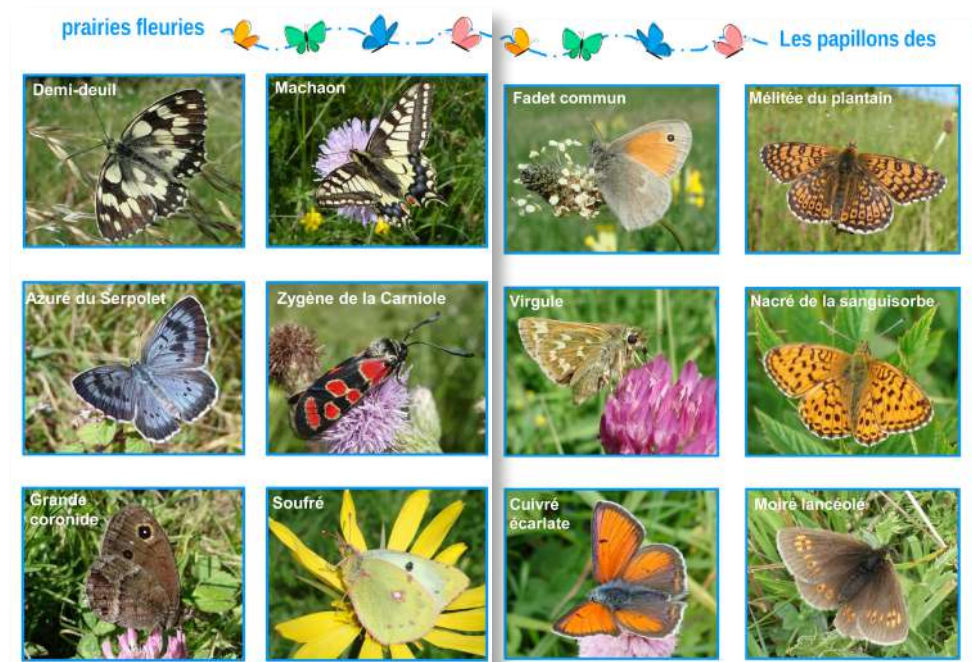 prairies fleuries
Demi-deuil
Machaon
Azuré du Serpolet
Zygène de la Carniole
Grande
coronide
Soufré
Les papillons des
Fadet commun
Mélitée du plantain
Virgule
Nacré de la sanguisorbe
Cuivré
écarlate
Moiré lancéolé